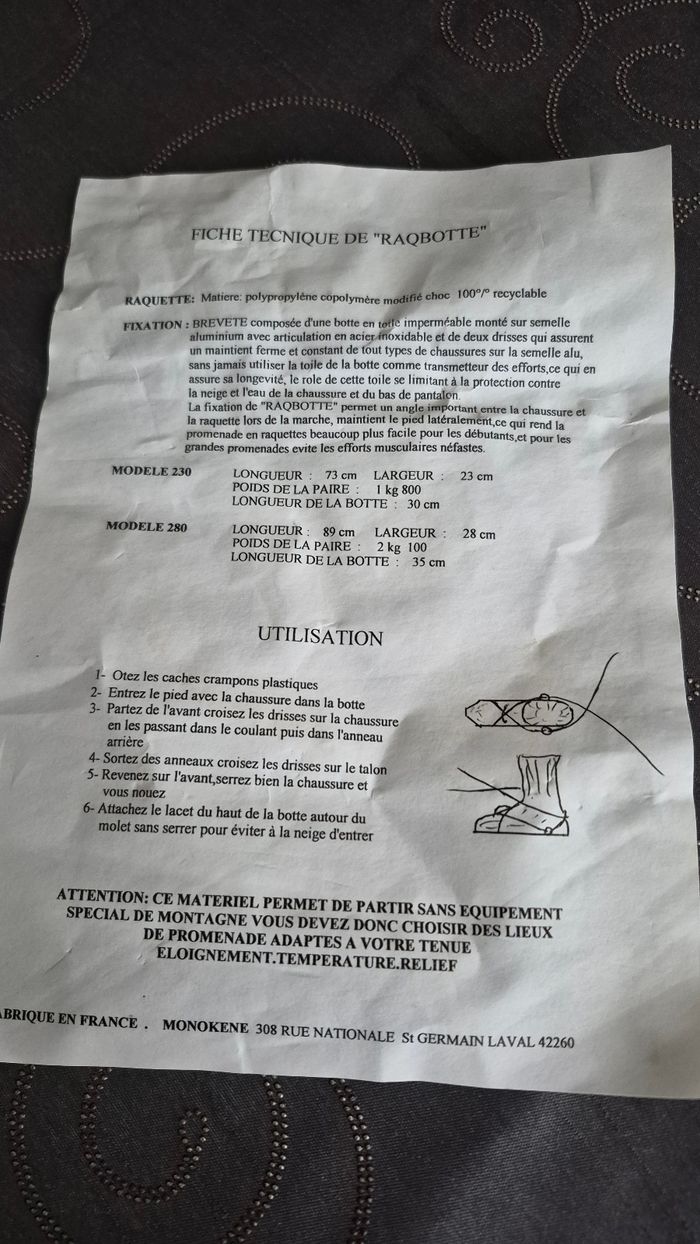 FICHE TECNIQUE DE "RAQBOTTE"
RAQUETTE: Matiere: polypropylène copolymère modifié choc 100°/° recyclable
FIXATION : BREVETE composée d'une botte en toile imperméable monté sur semelle
aluminium avec articulation en acier inoxidable et de deux drisses qui assurent
un maintient ferme et constant de tout types de chaussures sur la semelle alu,
sans jamais utiliser la toile de la botte comme transmetteur des efforts,ce qui en
assure sa longevité, le role de cette toile se limitant à la protection contre
la neige et l'eau de la chaussure et du bas de pantalon.
La fixation de "RAQBOTTE" permet un angle important entre la chaussure et
la raquette lors de la marche, maintient le pied latéralement,ce qui rend la
promenade en raquettes beaucoup plus facile pour les débutants,et pour les
grandes promenades evite les efforts musculaires néfastes.
MODELE 230 LONGUEUR : 73 cm LARGEUR : 23 cm
POIDS DE LA PAIRE : 1 kg 800
LONGUEUR DE LA BOTTE : 30 cm
MODELE 280 LONGUEUR : 89 cm LARGEUR : 28 cm
POIDS DE LA PAIRE : 2 kg 100
LONGUEUR DE LA BOTTE : 35 cm
UTILISATION
1- Otez les caches crampons plastiques
2- Entrez le pied avec la chaussure dans la botte
3- Partez de l'avant croisez les drisses sur la chaussure
en les passant dans le coulant puis dans l'anneau
arrière
4- Sortez des anneaux croisez les drisses sur le talon
5- Revenez sur l'avant,serrez bien la chaussure et
vous nouez
6- Attachez le lacet du haut de la botte autour du
molet sans serrer pour éviter à la neige d'entrer
ATTENTION: CE MATERIEL PERMET DE PARTIR SANS EQUIPEMENT
SPECIAL DE MONTAGNE VOUS DEVEZ DONC CHOISIR DES LIEUX
DE PROMENADE ADAPTES A VOTRE TENUE
ELOIGNEMENT.TEMPERATURE.RELIEF
ABRIQUE EN FRANCE . MONOKENE 308 RUE NATIONALE St GERMAIN LAVAL 42260